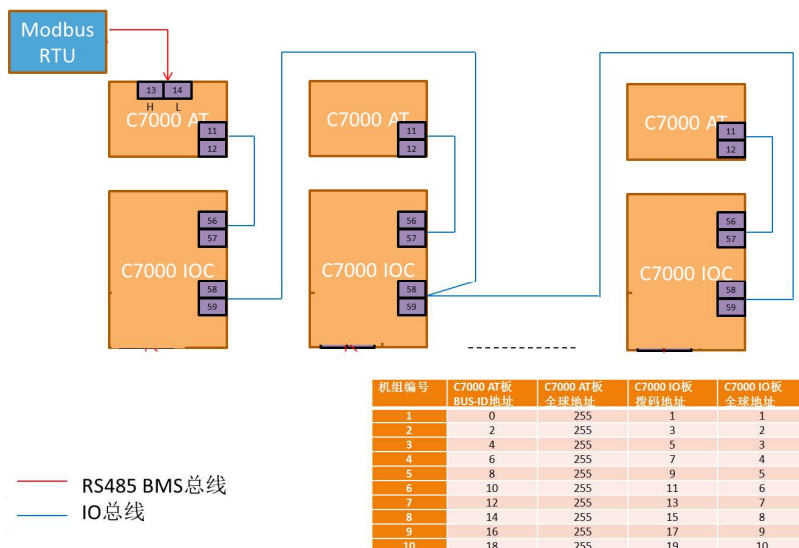 Modbus
RTU
13 14
H L
C7000 AT
11
12
C7000 AT
11
12
C7000 AT
11
12
56
57
C7000 IOC
58
59
56
57
C7000 IOC
58
59
56
57
C7000 IOC
58
59
机组编号 C7000 AT板 C7000 AT板 C7000 IO板 C7000 IO板
BUS-ID地址 全球地址 拨码地址 全球地址
1 0 255 1 1
2 2 255 3 2
3 4 255 5 3
4 6 255 7 4
5 8 255 9 5
6 10 255 11 6
7 12 255 13 7
8 14 255 15 8
9 16 255 17 9
10 18 255 19 10
RS485 BMS总线
IO总线